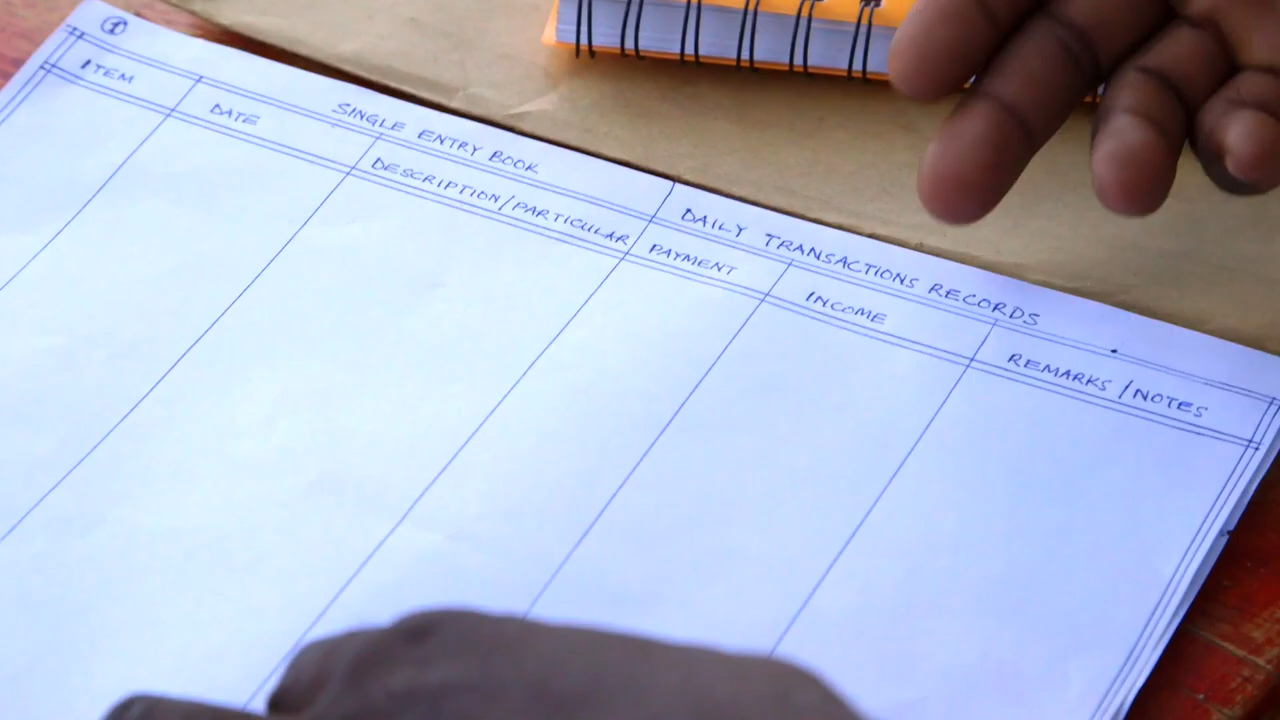 ①
SINGLE ENTRY BOOK DAILY TRANSACTIONS RECORDS
ITEM DATE DESCRIPTION/PARTICULAR PAYMENT INCOME REMARKS/NOTES